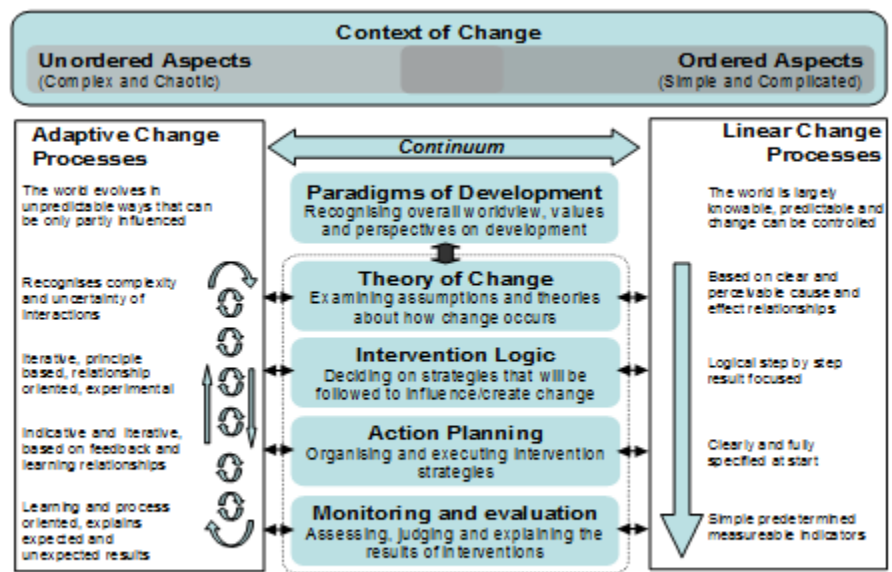 Context of Change
Unordered Aspects
(Complex and Chaotic)
Ordered Aspects
(Simple and Complicated)
Adaptive Change
Processes
The world evolves in
unpredictable ways that can
be only partly influenced
Recognises complexity
and uncertainty of
interactions
Iterative, principle
based, relationship
oriented, experimental
Indicative and iterative,
based on feedback and
learning relationships
Learning and process
oriented, explains
expected and
unexpected results
Continuum
Paradigms of Development
Recognising overall worldview, values
and perspectives on development
Theory of Change
Examining assumptions and theories
about how change occurs
Intervention Logic
Deciding on strategies that will be
followed to influence/create change
Action Planning
Organising and executing intervention
strategies
Monitoring and evaluation
Assessing, judging and explaining the
results of interventions
Linear Change
Processes
The world is largely
knowable, predictable and
change can be controlled
Based on clear and
perceivable cause and
effect relationships
Logical step by step
result focused
Clearly and fully
specified at start
Simple predetermined
measureable indicators